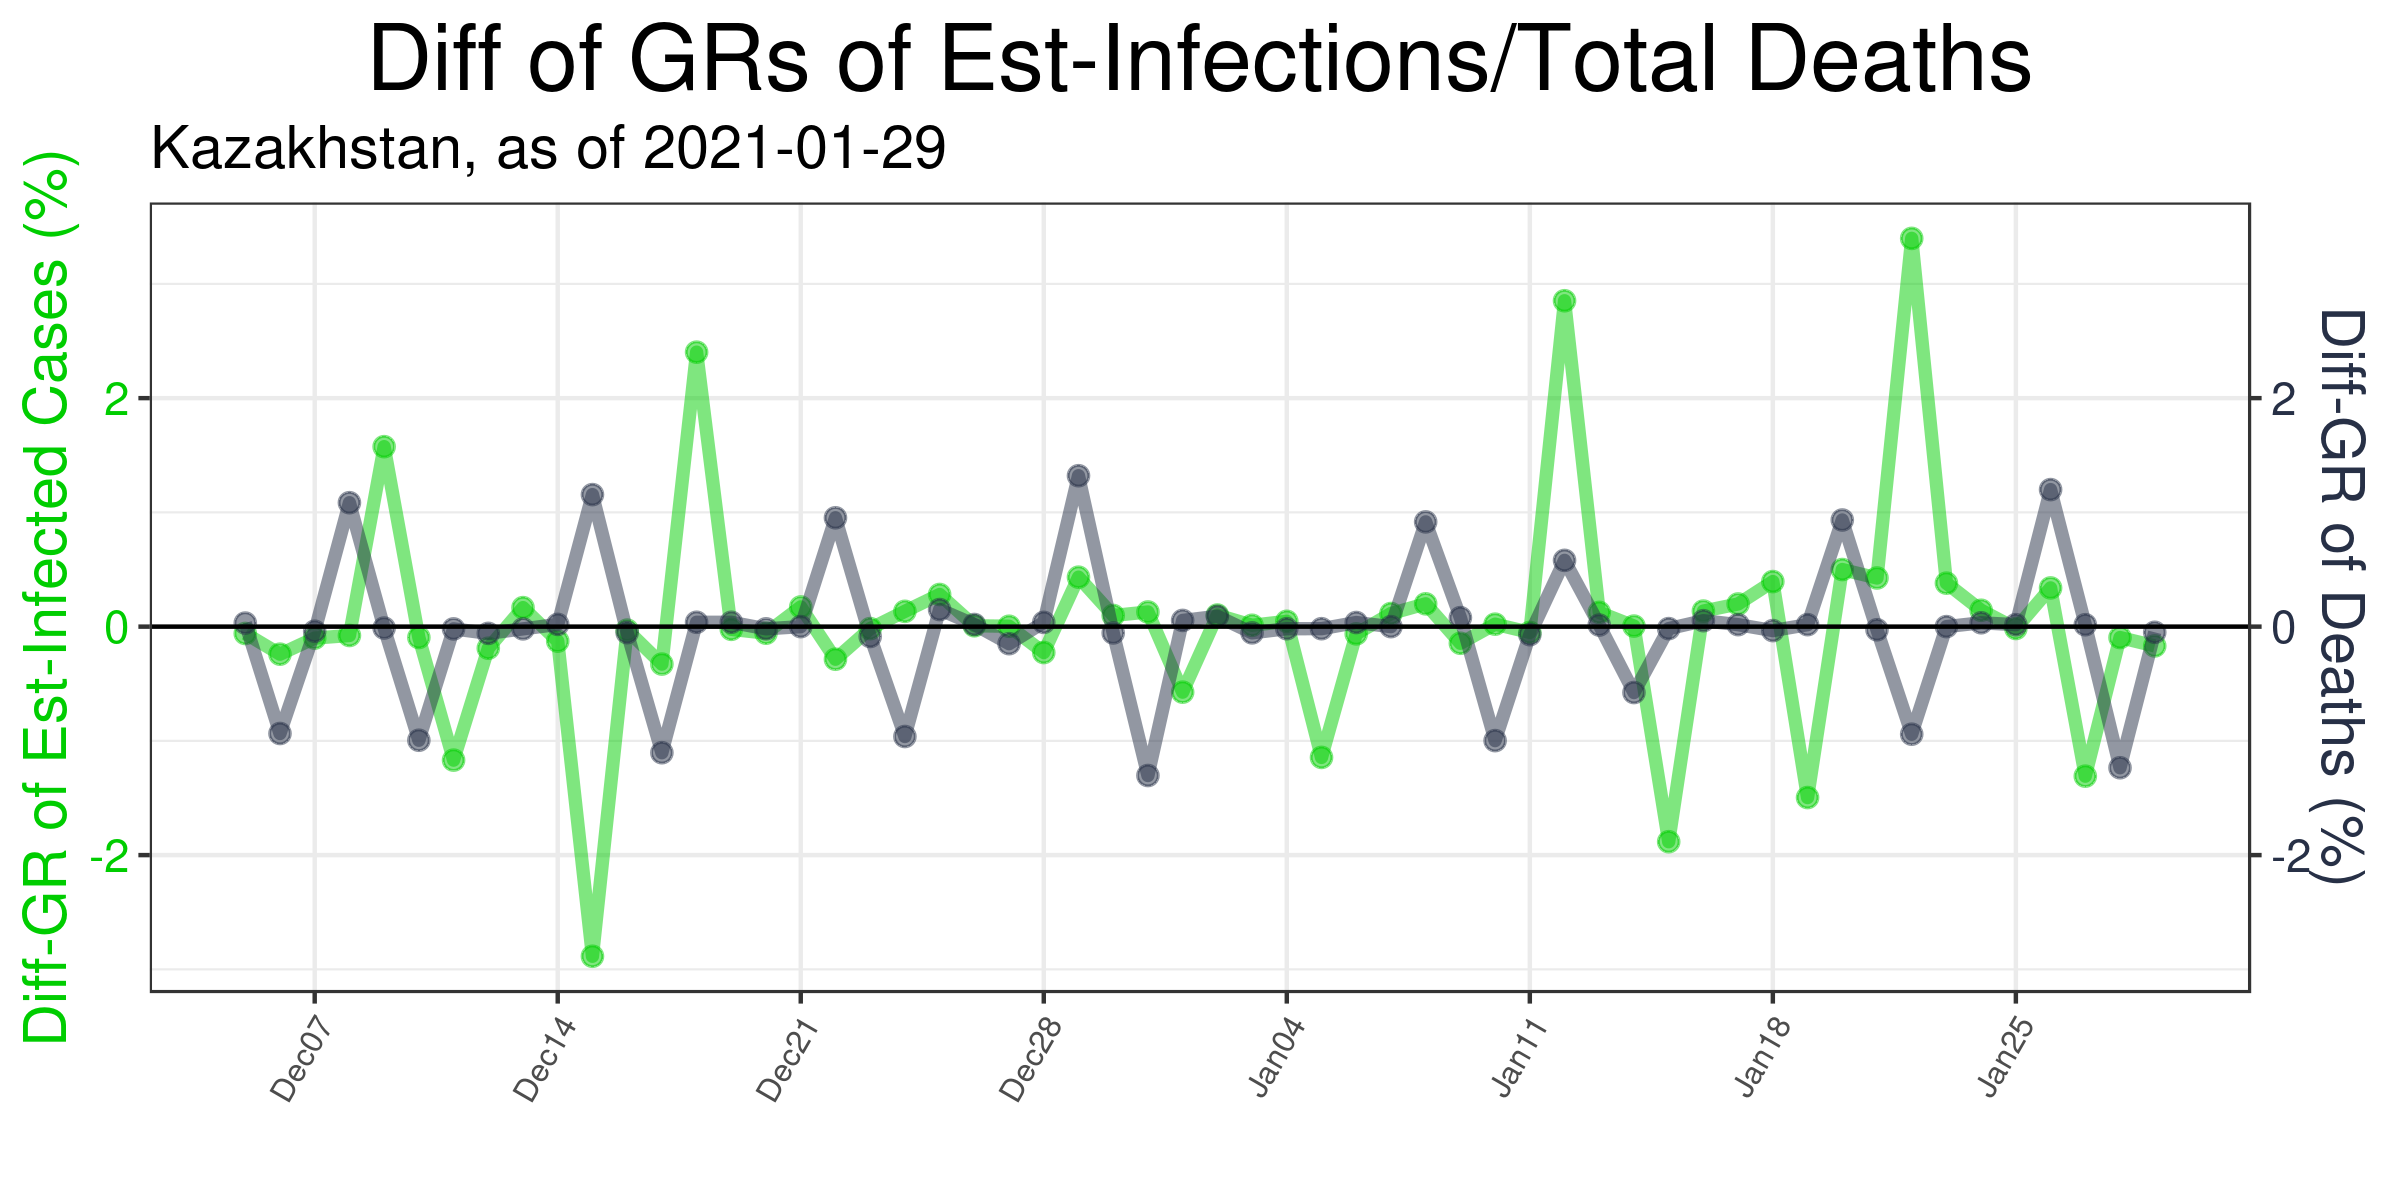 Diff of GRs of Est-Infections/Total Deaths
Kazakhstan, as of 2021-01-29
Diff-GR of Est-Infected Cases (%)
2
0
-2
2
0
-2
Diff-GR of Deaths (%)
Dec07
Dec14
Dec21
Dec28
Jan04
Jan11
Jan18
Jan25